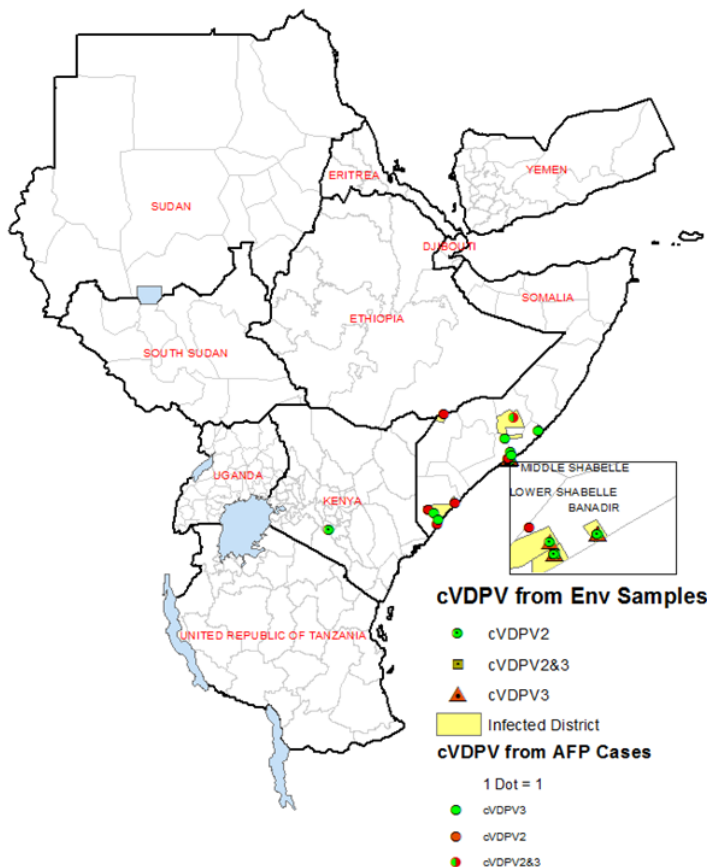 YEMEN
ERITREA
SUDAN
DJIBOUTI
SOMALIA
ETHIOPIA
SOUTH SUDAN
MIDDLE SHABELLE
UGANDA
KENYA
LOWER SHABELLE
BANADIR
UNITED REPUBLIC OF TANZANIA
cVDPV from Env Samples
cVDPV2
cVDPV2&3
cVDPV3
Infected District
cVDPV from AFP Cases
1 Dot = 1
cVDPV3
cVDPV2
cVDPV2&3